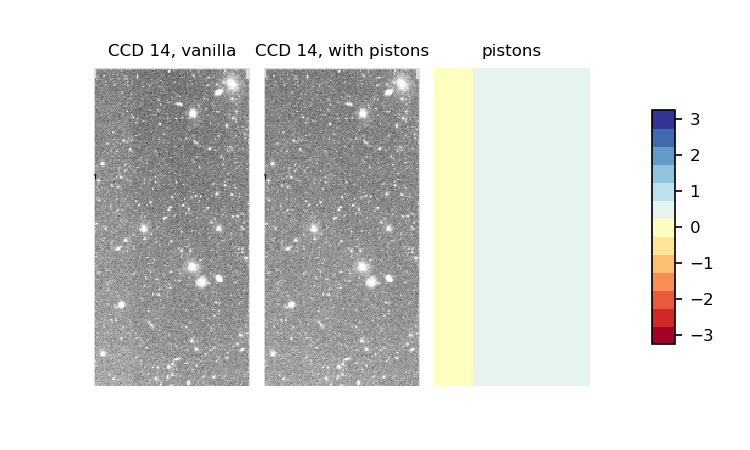 CCD 14, vanilla
CCD 14, with pistons
pistons
3
2
1
0
−1
−2
−3